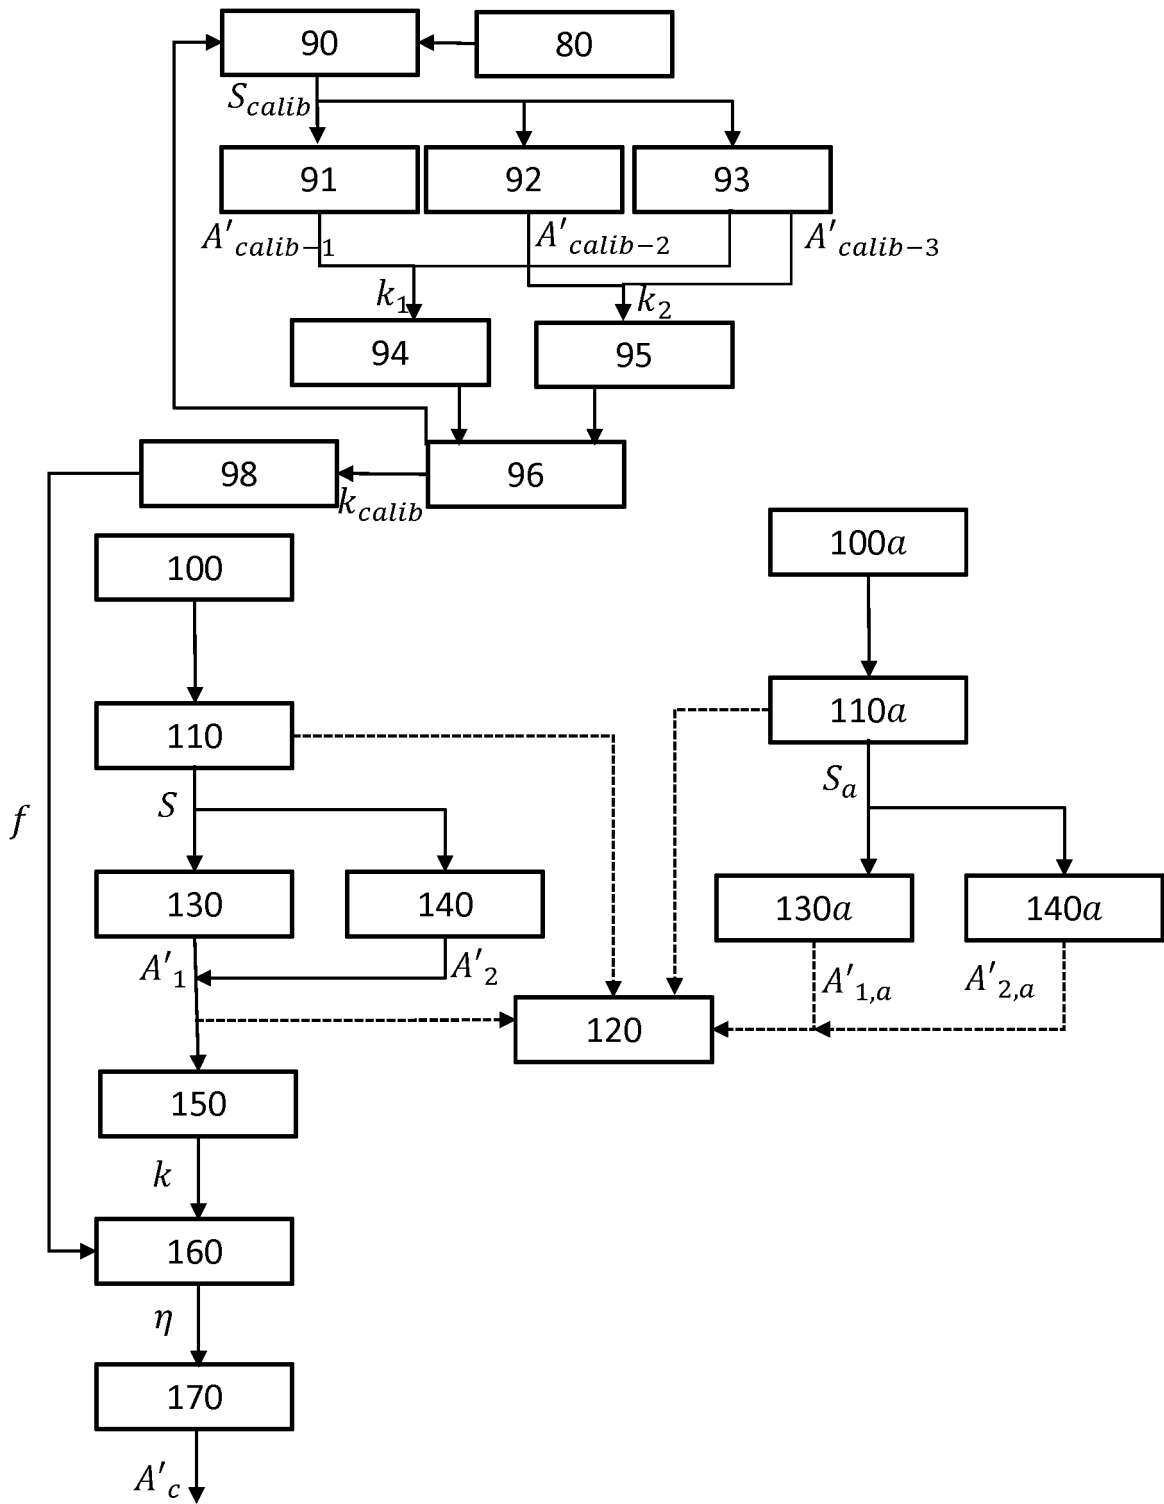 90
80
S_calib
91
92
93
A'_calib−1
A'_calib−2
A'_calib−3
k_1
k_2
94
95
98
96
k_calib
100
100a
110
110a
S
S_a
f
130
140
130a
140a
A'_1
A'_2
A'_1,a
A'_2,a
120
150
k
160
η
170
A'_c